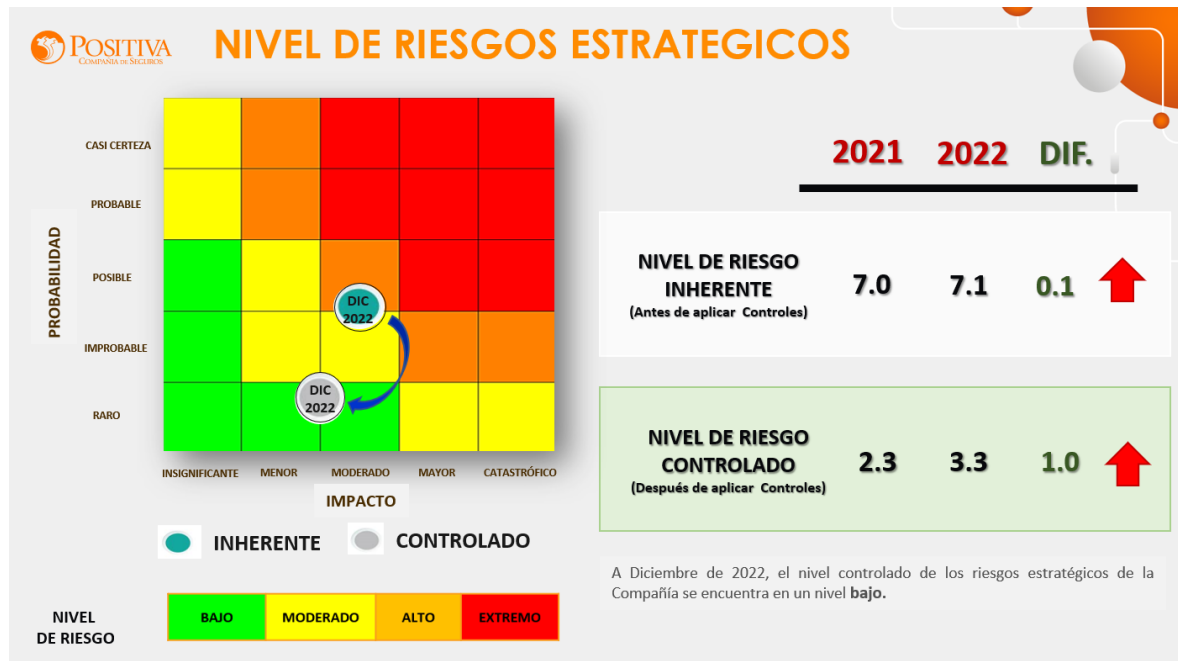 POSITIVA
COMPAÑIA DE SEGUROS
NIVEL DE RIESGOS ESTRATEGICOS
PROBABILIDAD
CASI CERTEZA
PROBABLE
POSIBLE
IMPROBABLE
RARO
DIC
2022
DIC
2022
INSIGNIFICANTE MENOR MODERADO MAYOR CATASTRÓFICO
IMPACTO
INHERENTE CONTROLADO
NIVEL
DE RIESGO
BAJO MODERADO ALTO EXTREMO
2021 2022 DIF.
NIVEL DE RIESGO
INHERENTE
(Antes de aplicar Controles)
7.0 7.1 0.1
NIVEL DE RIESGO
CONTROLADO
(Después de aplicar Controles)
2.3 3.3 1.0
A Diciembre de 2022, el nivel controlado de los riesgos estratégicos de la
Compañía se encuentra en un nivel bajo.